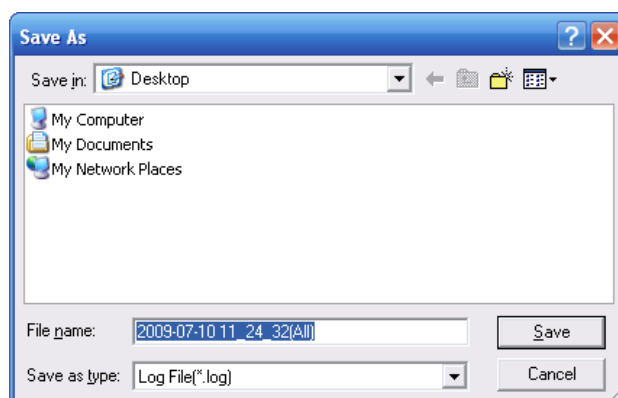 Save As
Save in: Desktop
My Computer
My Documents
My Network Places
File name: 2009-07-10 11_24_32(All) Save
Save as type: Log File(*.log) Cancel